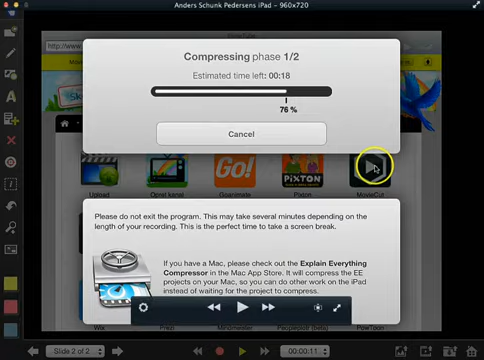 Anders Schunk Pedersens iPad - 960x720
http://www
Compressing phase 1/2
Estimated time left: 00:18
76 %
Cancel
GO!
PIXTON
Upload
Opret kanal
Goanimate
Pixton
MovieCut
Please do not exit the program. This may take several minutes depending on the
length of your recording. This is the perfect time to take a screen break.
If you have a Mac, please check out the Explain Everything
Compressor in the Mac App Store. It will compress the EE
projects on your Mac, so you can do other work on the iPad
instead of waiting for the project to compress.
Wix
Prezi
PowToon
Slide 2 of 2
00:00:11